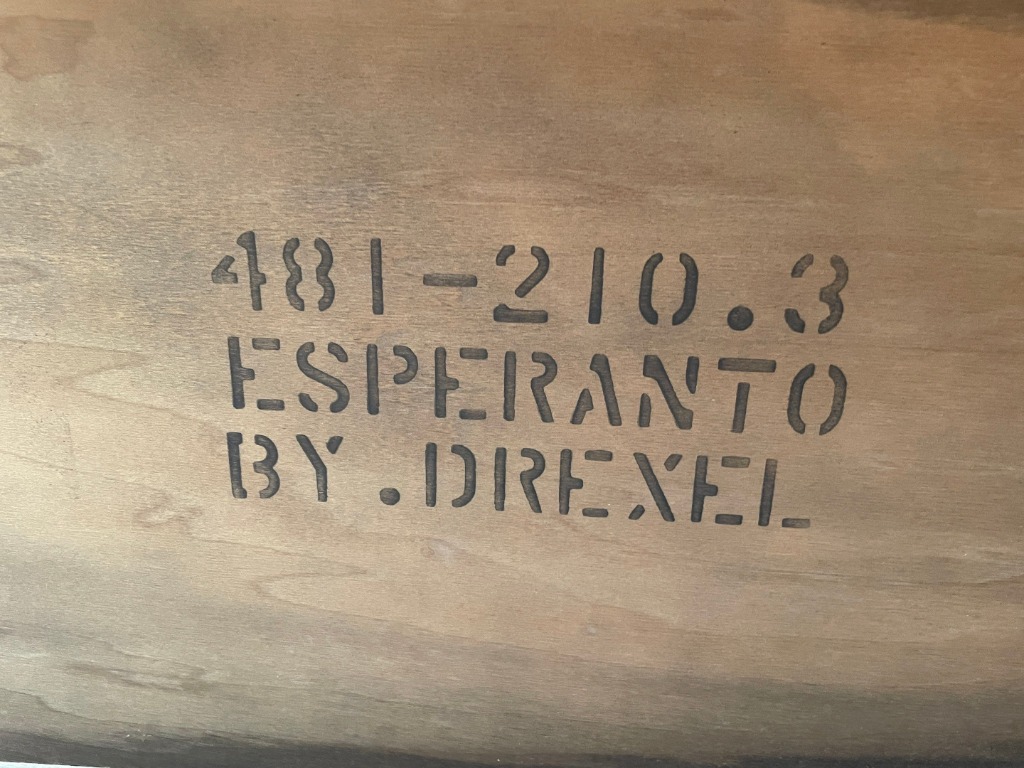 481-210.3
ESPERANTO
BY.DREXEL